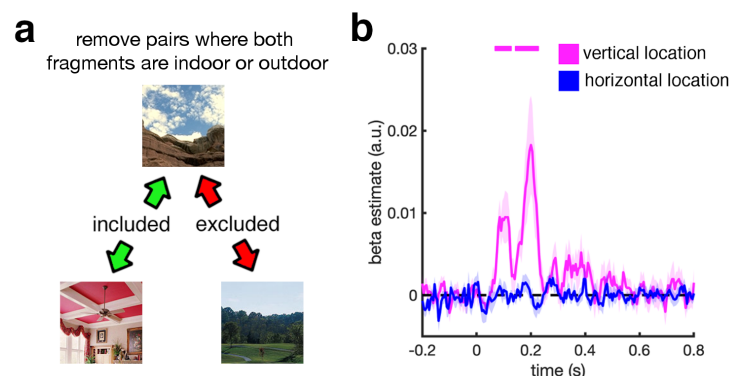 a
remove pairs where both
fragments are indoor or outdoor
included
excluded
b
vertical location
horizontal location
beta estimate (a.u.)
0.03
0.02
0.01
0
-0.2
0
0.2
0.4
0.6
0.8
time (s)